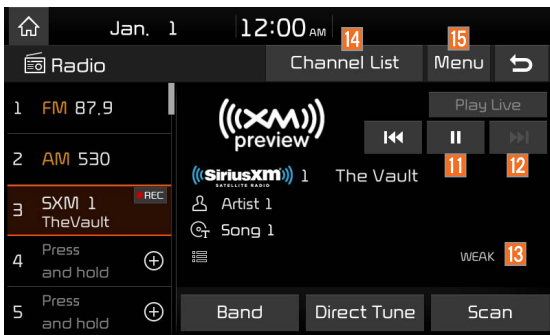 Jan. 1 12:00 AM
14
15
Radio
Channel List
Menu
1 FM 87.9
2 AM 530
3 SXM 1
TheVault
REC
4 Press
and hold
5 Press
and hold
((XM))
preview
Play Live
11
12
((SiriusXM)) 1 The Vault
SATELLITE RADIO
Artist 1
Song 1
WEAK 13
Band
Direct Tune
Scan